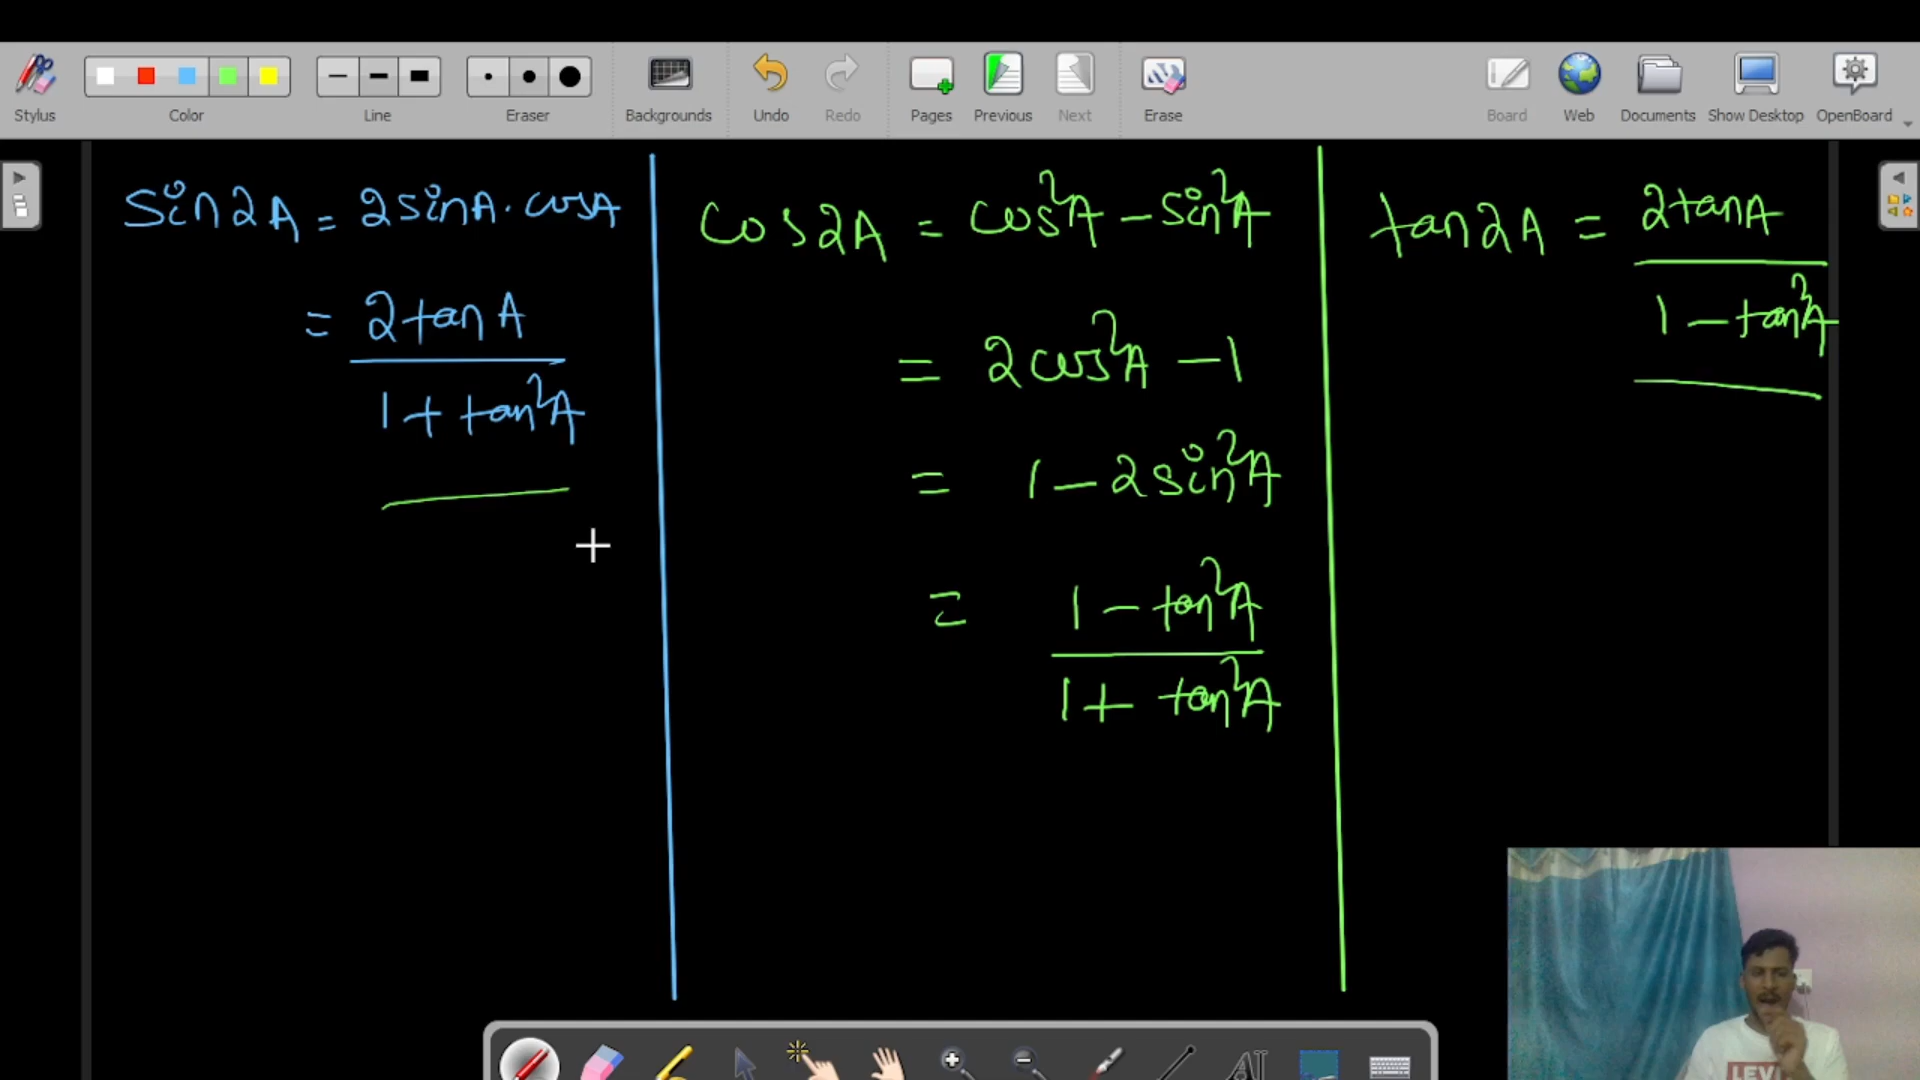 Stylus
Color
Line
Eraser
Backgrounds
Undo
Redo
Pages
Previous
Next
Erase
Board
Web
Documents
Show Desktop
OpenBoard
sin2A = 2sinA·cosA
= 2tanA
1 + tan²A
cos2A = cos²A − sin²A
= 2cos²A − 1
= 1 − 2sin²A
= 1 − tan²A
1 + tan²A
tan2A = 2tanA
1 − tan²A
LEVI